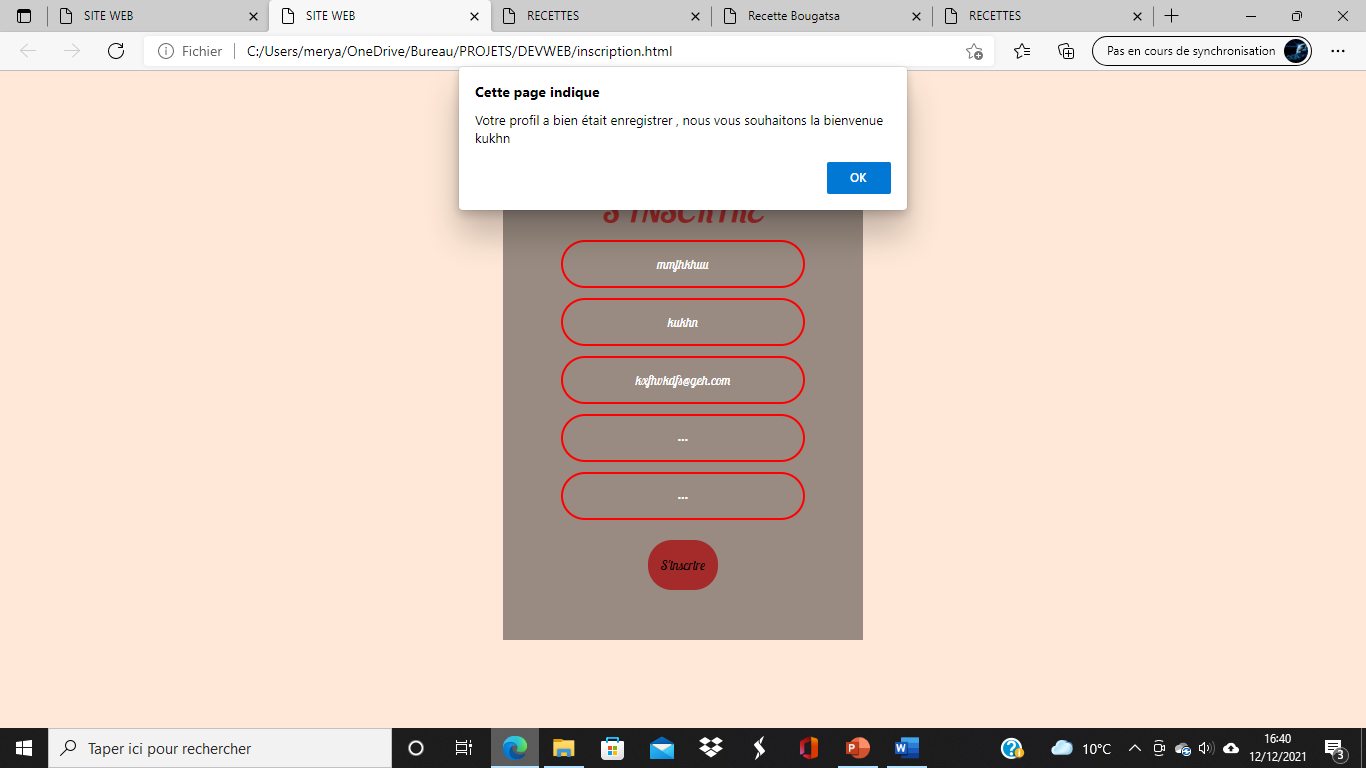 SITE WEB
SITE WEB
RECETTES
Recette Bougatsa
RECETTES
Fichier
C:/Users/merya/OneDrive/Bureau/PROJETS/DEVWEB/inscription.html
Pas en cours de synchronisation
Cette page indique
Votre profil a bien était enregistrer , nous vous souhaitons la bienvenue
kukhn
OK
S'INSCRIRE
mmjhkhuu
kukhn
kxfhvkdfs@geh.com
---
---
S'inscrire
Taper ici pour rechercher
10°C
16:40
12/12/2021
3